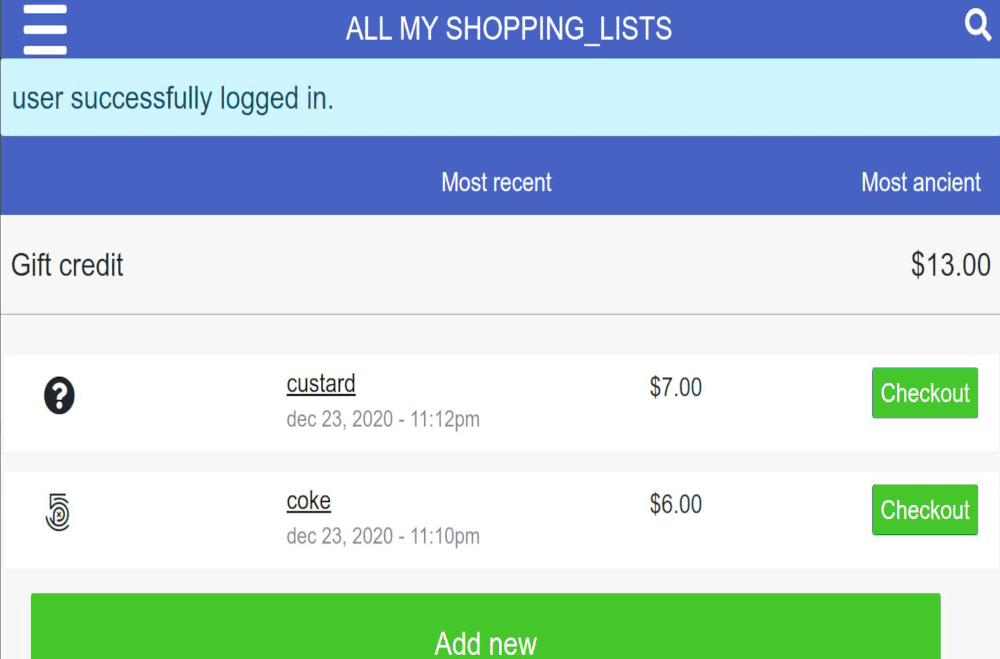 ALL MY SHOPPING_LISTS
user successfully logged in.
Most recent
Most ancient
Gift credit
$13.00
custard
$7.00
Checkout
dec 23, 2020 - 11:12pm
coke
$6.00
Checkout
dec 23, 2020 - 11:10pm
Add new